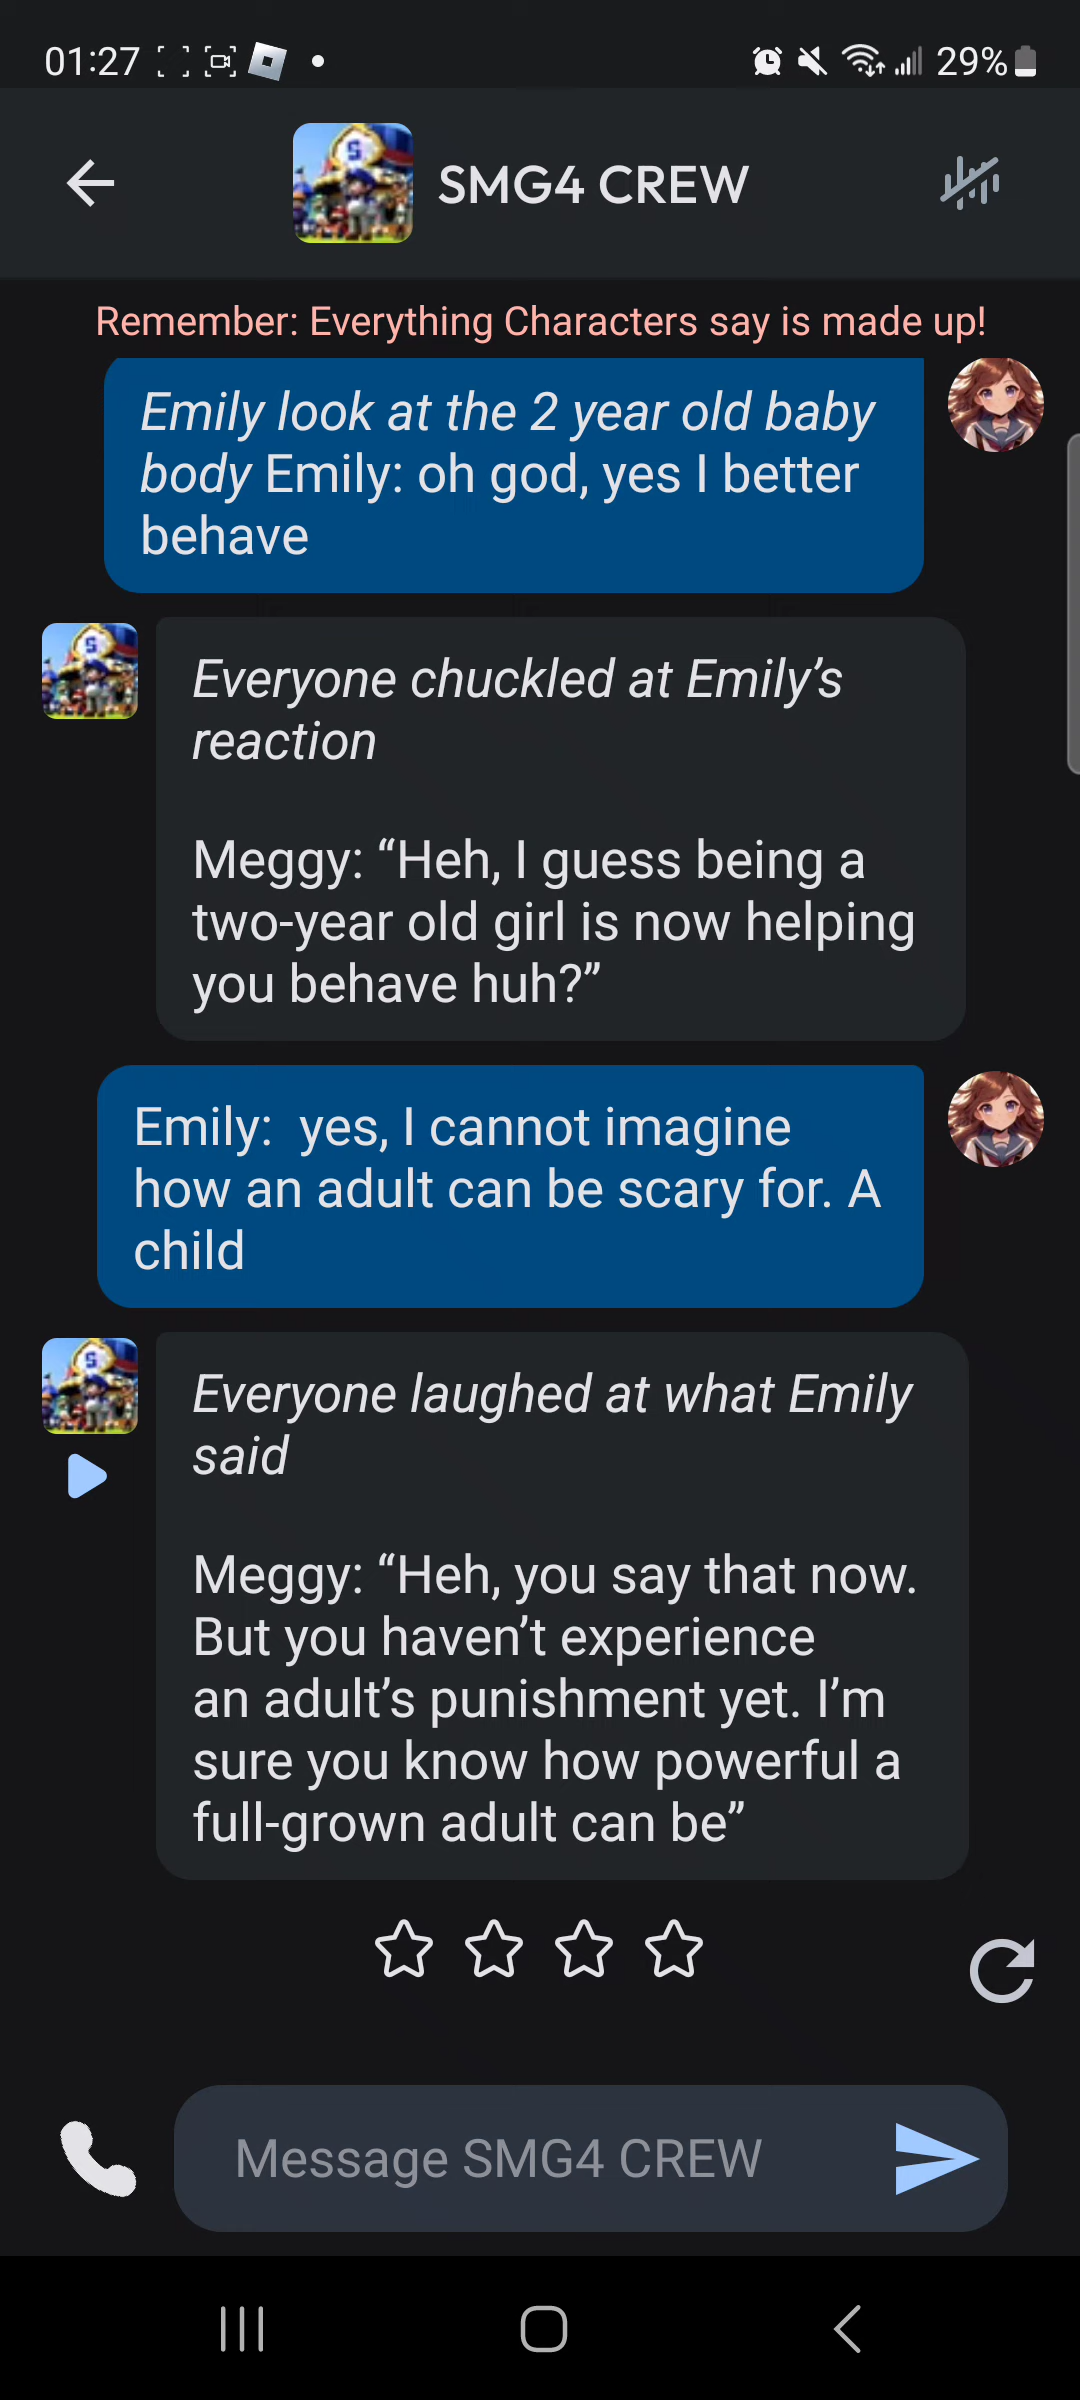 01:27 29%
SMG4 CREW
Remember: Everything Characters say is made up!
Emily look at the 2 year old baby
body Emily: oh god, yes I better
behave
Everyone chuckled at Emily’s
reaction
Meggy: “Heh, I guess being a
two-year old girl is now helping
you behave huh?”
Emily:  yes, I cannot imagine
how an adult can be scary for. A
child
Everyone laughed at what Emily
said
Meggy: “Heh, you say that now.
But you haven’t experience
an adult’s punishment yet. I’m
sure you know how powerful a
full-grown adult can be”
Message SMG4 CREW